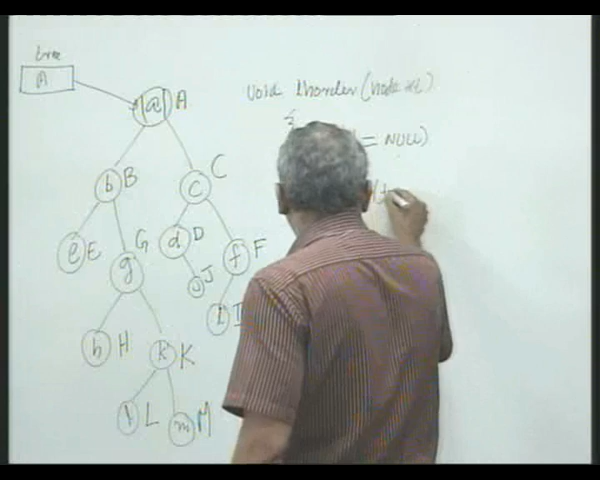 tree
A
a A
b B
c C
e E
g G
d D
f F
j J
i I
h H
k K
l L
m M
void Inorder (node *t)
{
= NULL)
(t